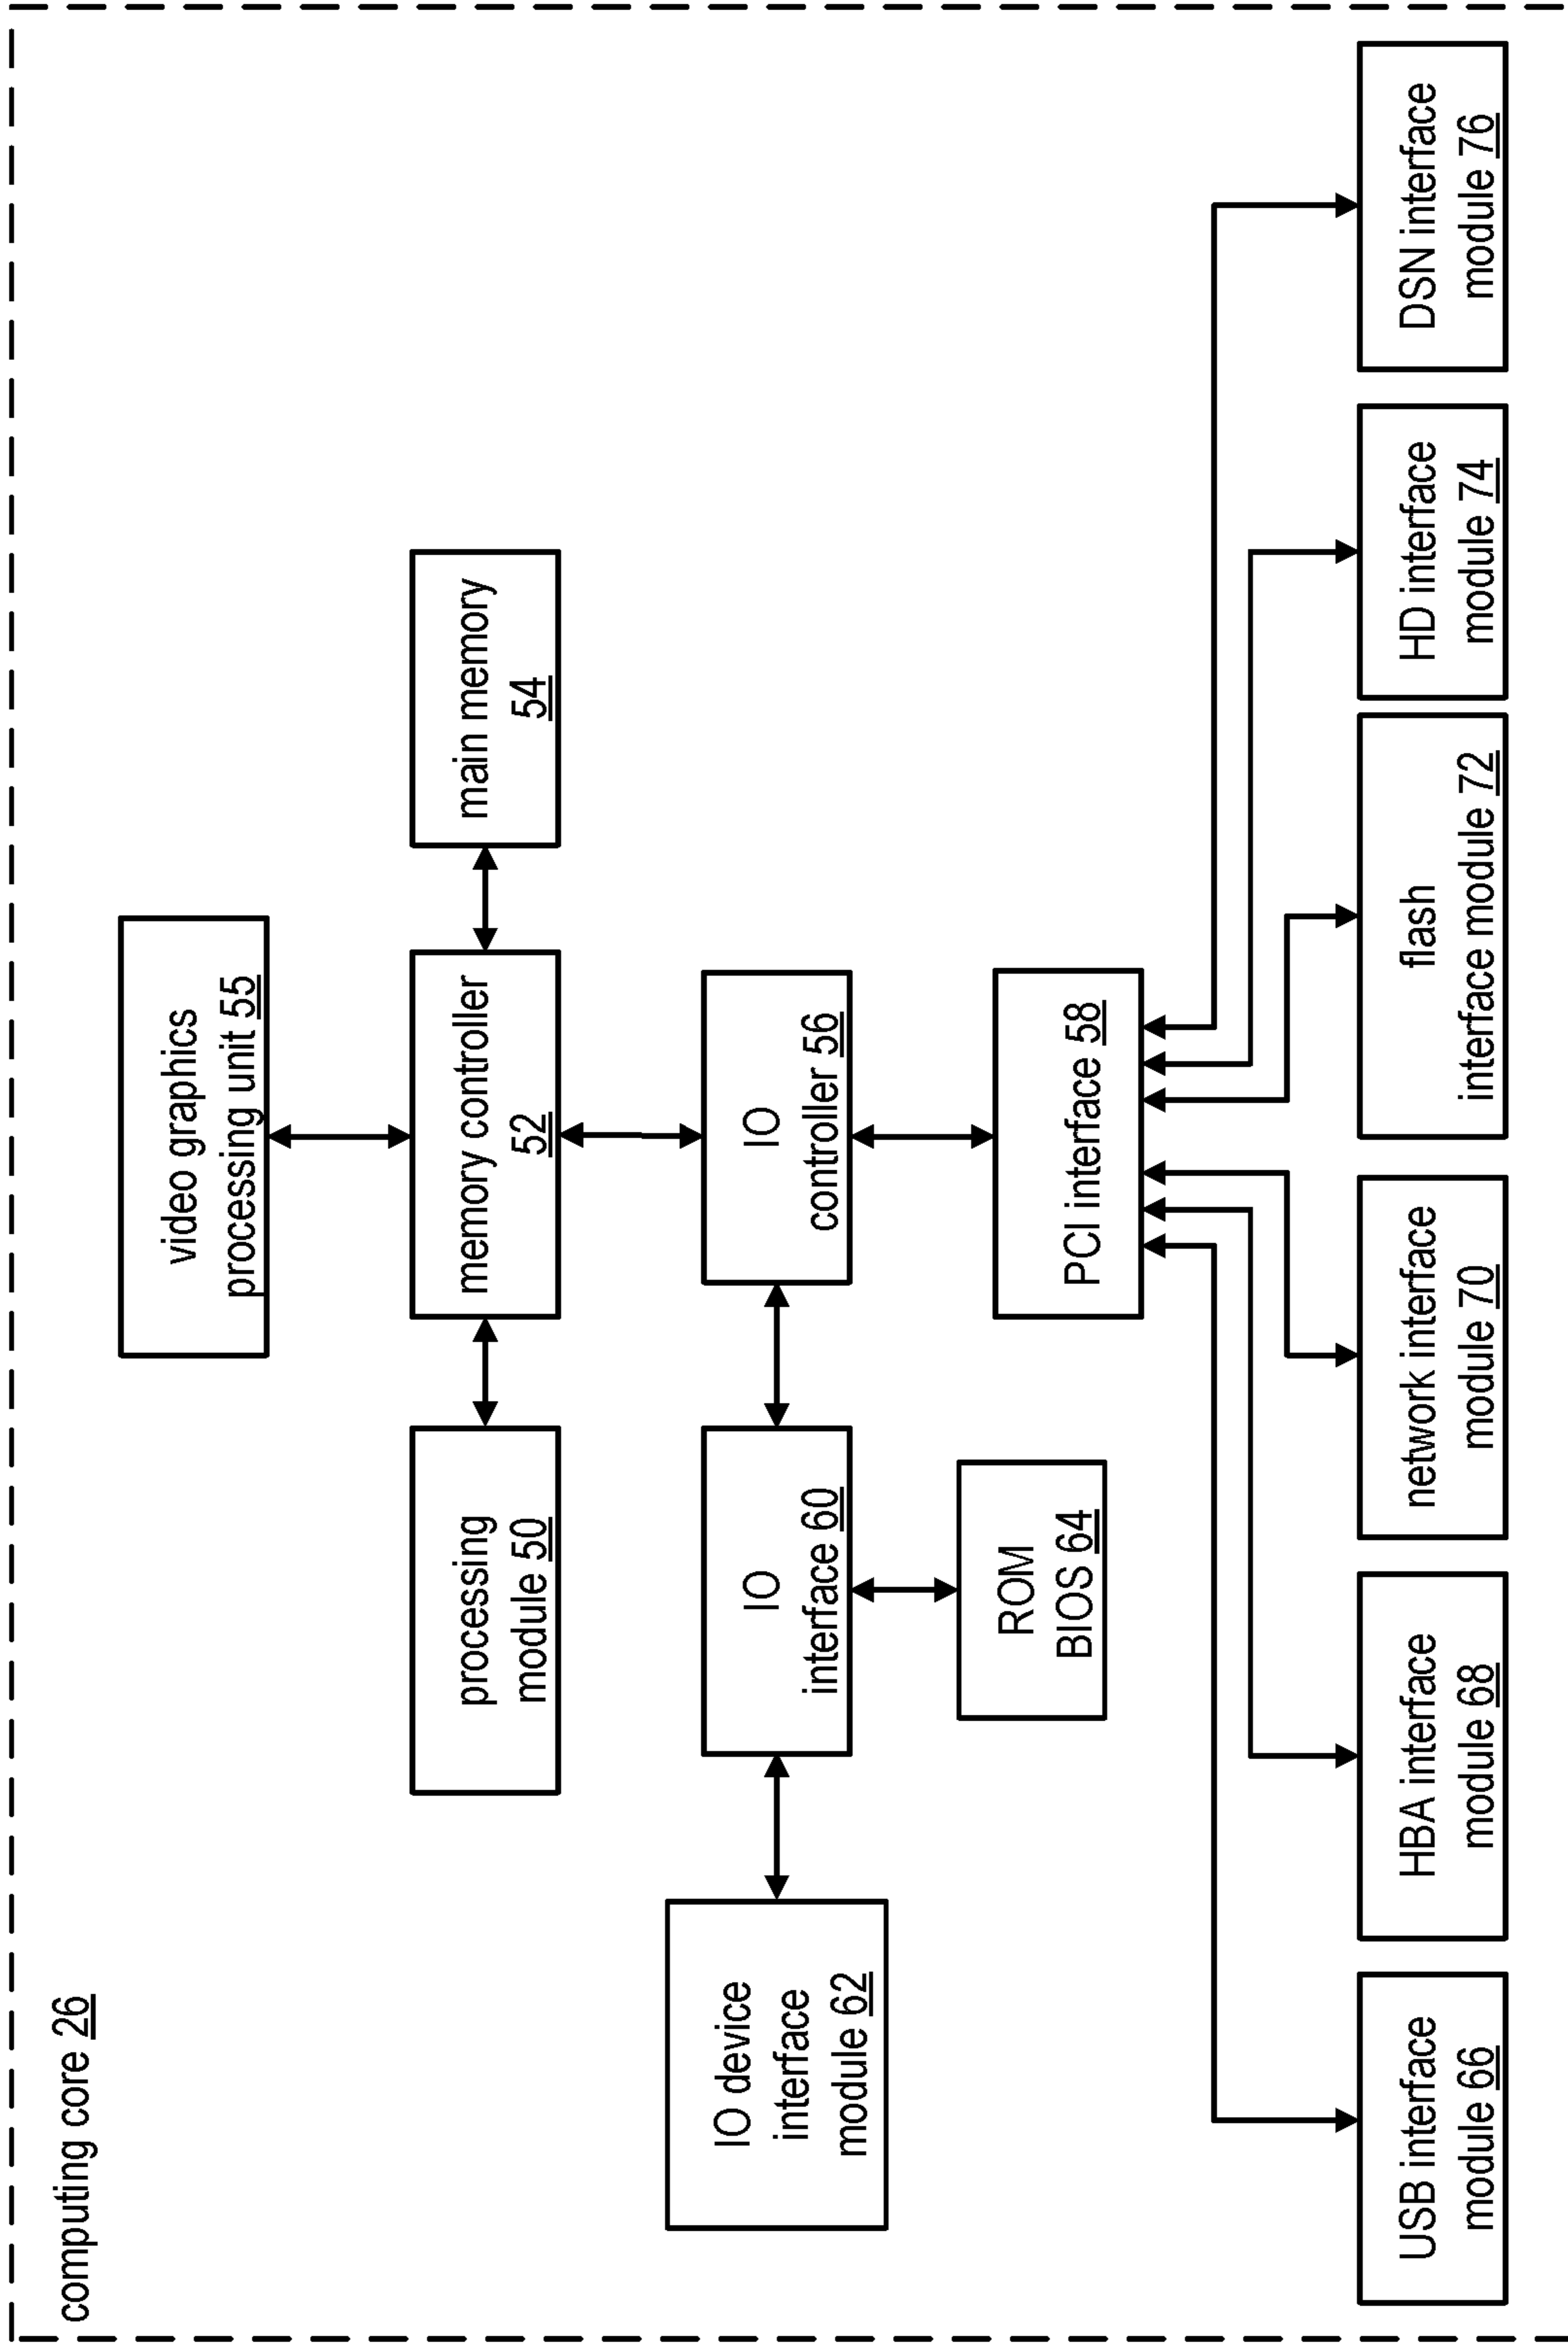 computing core 26
video graphics
processing unit 55
processing
module 50
memory controller
52
main memory
54
IO device
interface
module 62
IO
interface 60
IO
controller 56
ROM
BIOS 64
PCI interface 58
USB interface
module 66
HBA interface
module 68
network interface
module 70
flash
interface module 72
HD interface
module 74
DSN interface
module 76